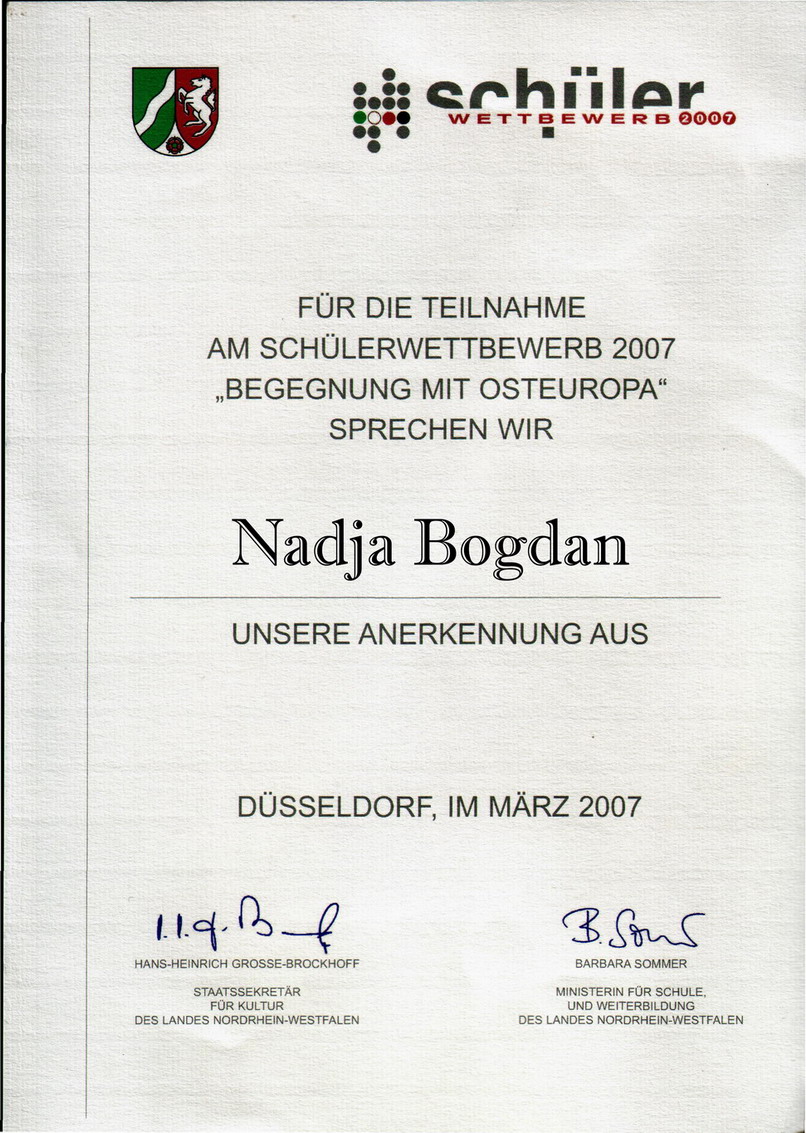 schüler
WETTBEWERB 2007
FÜR DIE TEILNAHME
AM SCHÜLERWETTBEWERB 2007
„BEGEGNUNG MIT OSTEUROPA“
SPRECHEN WIR
Nadja Bogdan
UNSERE ANERKENNUNG AUS
DÜSSELDORF, IM MÄRZ 2007
HANS-HEINRICH GROSSE-BROCKHOFF
STAATSSEKRETÄR
FÜR KULTUR
DES LANDES NORDRHEIN-WESTFALEN
B. Sommer
BARBARA SOMMER
MINISTERIN FÜR SCHULE,
UND WEITERBILDUNG
DES LANDES NORDRHEIN-WESTFALEN